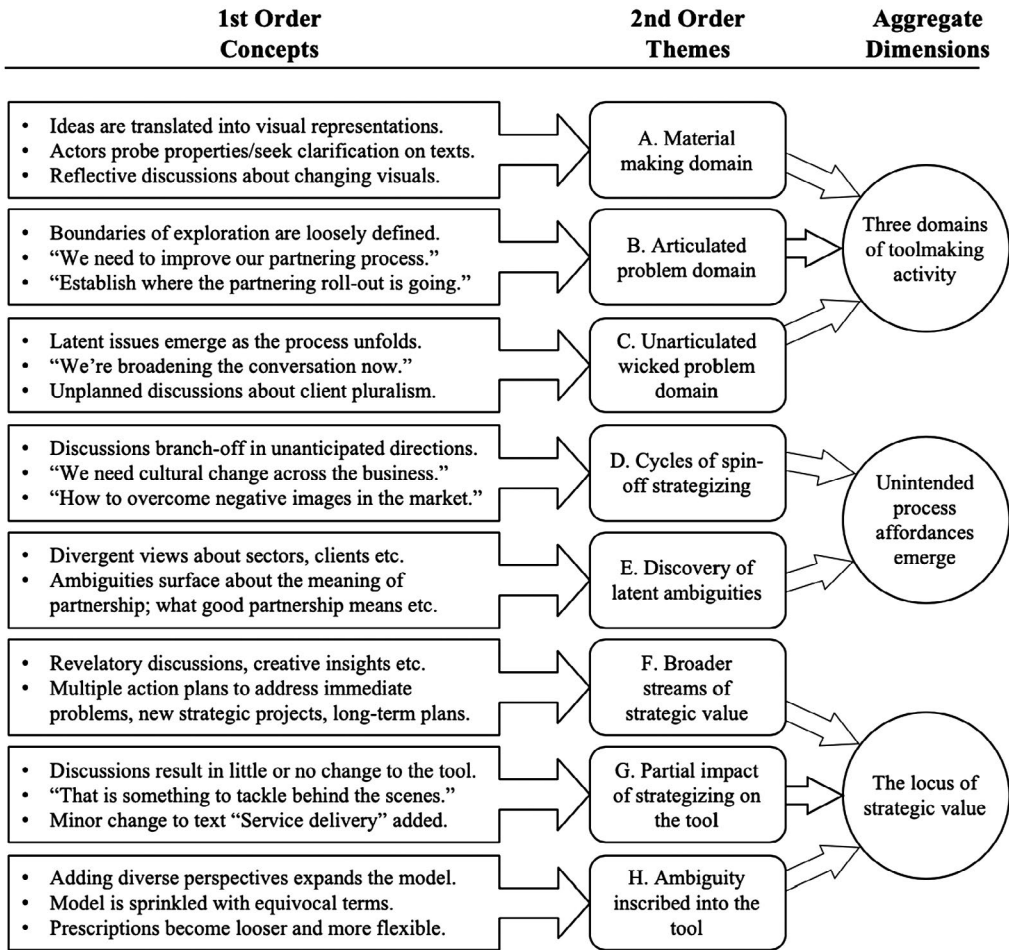 1st Order
Concepts
2nd Order
Themes
Aggregate
Dimensions
• Ideas are translated into visual representations.
• Actors probe properties/seek clarification on texts.
• Reflective discussions about changing visuals.
A. Material
making domain
• Boundaries of exploration are loosely defined.
• “We need to improve our partnering process.”
• “Establish where the partnering roll-out is going.”
B. Articulated
problem domain
• Latent issues emerge as the process unfolds.
• “We’re broadening the conversation now.”
• Unplanned discussions about client pluralism.
C. Unarticulated
wicked problem
domain
Three domains
of toolmaking
activity
• Discussions branch-off in unanticipated directions.
• “We need cultural change across the business.”
• “How to overcome negative images in the market.”
D. Cycles of spin-
off strategizing
• Divergent views about sectors, clients etc.
• Ambiguities surface about the meaning of
partnership; what good partnership means etc.
E. Discovery of
latent ambiguities
Unintended
process
affordances
emerge
• Revelatory discussions, creative insights etc.
• Multiple action plans to address immediate
problems, new strategic projects, long-term plans.
F. Broader
streams of
strategic value
• Discussions result in little or no change to the tool.
• “That is something to tackle behind the scenes.”
• Minor change to text “Service delivery” added.
G. Partial impact
of strategizing on
the tool
• Adding diverse perspectives expands the model.
• Model is sprinkled with equivocal terms.
• Prescriptions become looser and more flexible.
H. Ambiguity
inscribed into the
tool
The locus of
strategic value